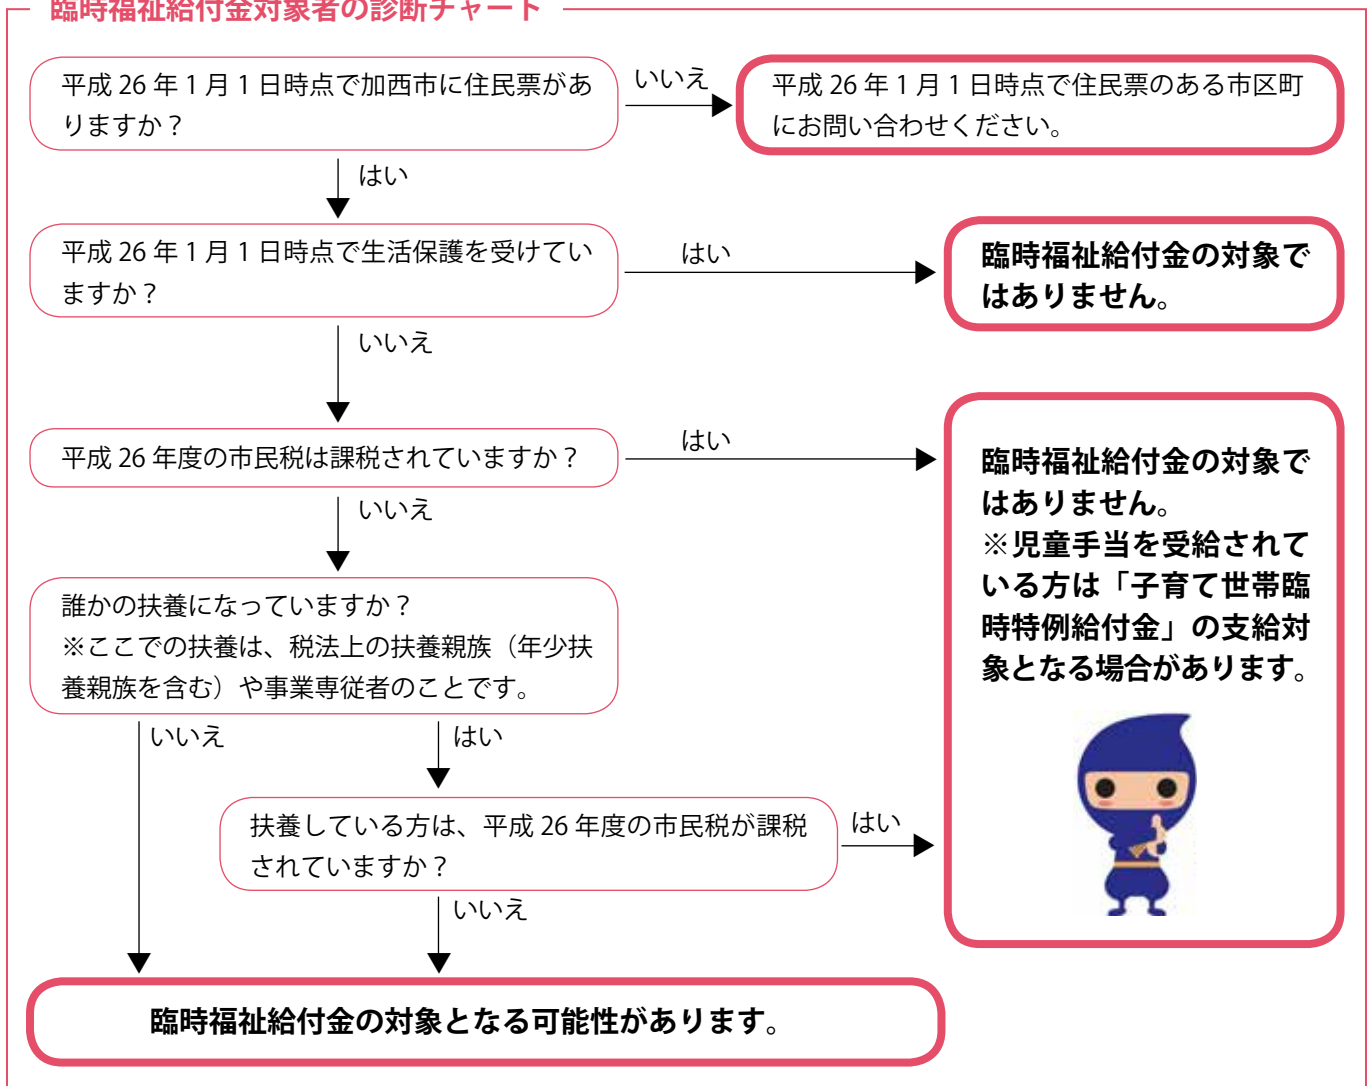 臨時福祉給付金対象者の診断チャート
平成 26 年 1 月 1 日時点で加西市に住民票があ
りますか？
いいえ
平成 26 年 1 月 1 日時点で住民票のある市区町
にお問い合わせください。
はい
平成 26 年 1 月 1 日時点で生活保護を受けてい
ますか？
はい
臨時福祉給付金の対象で
はありません。
いいえ
平成 26 年度の市民税は課税されていますか？
はい
臨時福祉給付金の対象で
はありません。
※児童手当を受給されて
いる方は「子育て世帯臨
時特例給付金」の支給対
象となる場合があります。
いいえ
誰かの扶養になっていますか？
※ここでの扶養は、税法上の扶養親族（年少扶
養親族を含む）や事業専従者のことです。
いいえ
はい
扶養している方は、平成 26 年度の市民税が課税
されていますか？
はい
いいえ
臨時福祉給付金の対象となる可能性があります。